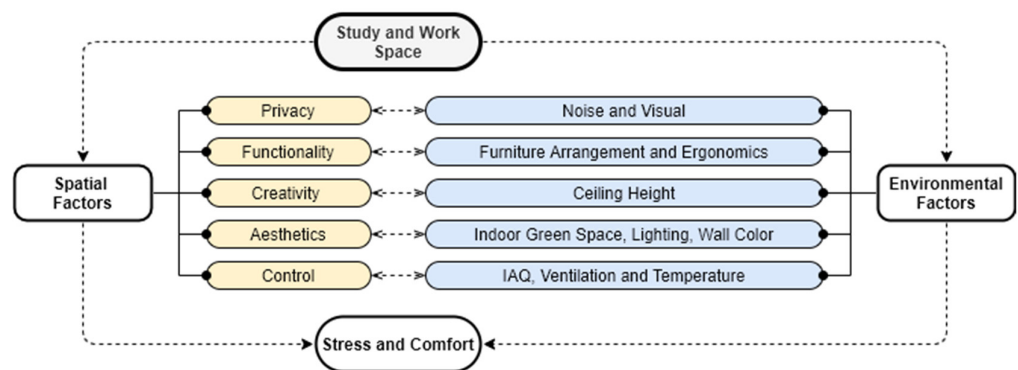 Study and Work
Space
Privacy
Noise and Visual
Functionality
Furniture Arrangement and Ergonomics
Spatial
Factors
Creativity
Ceiling Height
Environmental
Factors
Aesthetics
Indoor Green Space, Lighting, Wall Color
Control
IAQ, Ventilation and Temperature
Stress and Comfort